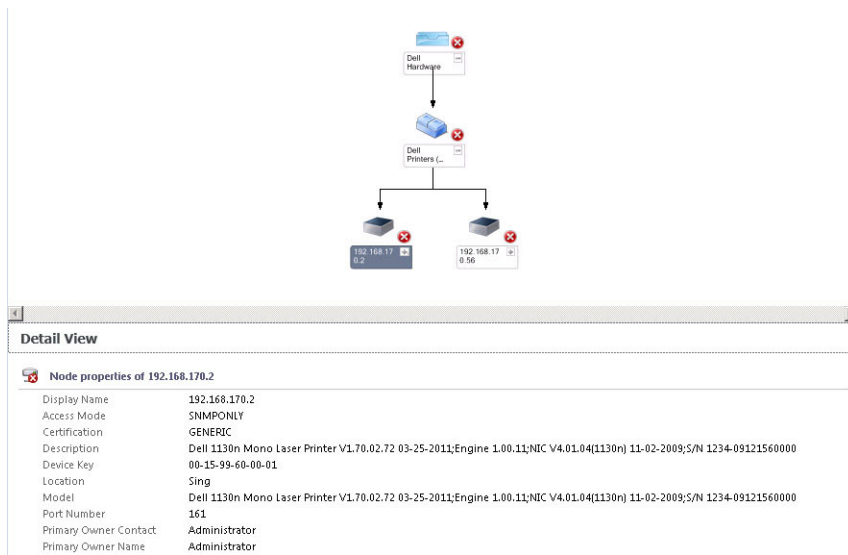 Dell
Hardware
Dell
Printers (...
192.168.17
0.2
192.168.17
0.56
Detail View
Node properties of 192.168.170.2
Display Name 192.168.170.2
Access Mode SNMPONLY
Certification GENERIC
Description Dell 1130n Mono Laser Printer V1.70.02.72 03-25-2011;Engine 1.00.11;NIC V4.01.04(1130n) 11-02-2009;S/N 1234-09121560000
Device Key 00-15-99-60-00-01
Location Sing
Model Dell 1130n Mono Laser Printer V1.70.02.72 03-25-2011;Engine 1.00.11;NIC V4.01.04(1130n) 11-02-2009;S/N 1234-09121560000
Port Number 161
Primary Owner Contact Administrator
Primary Owner Name Administrator